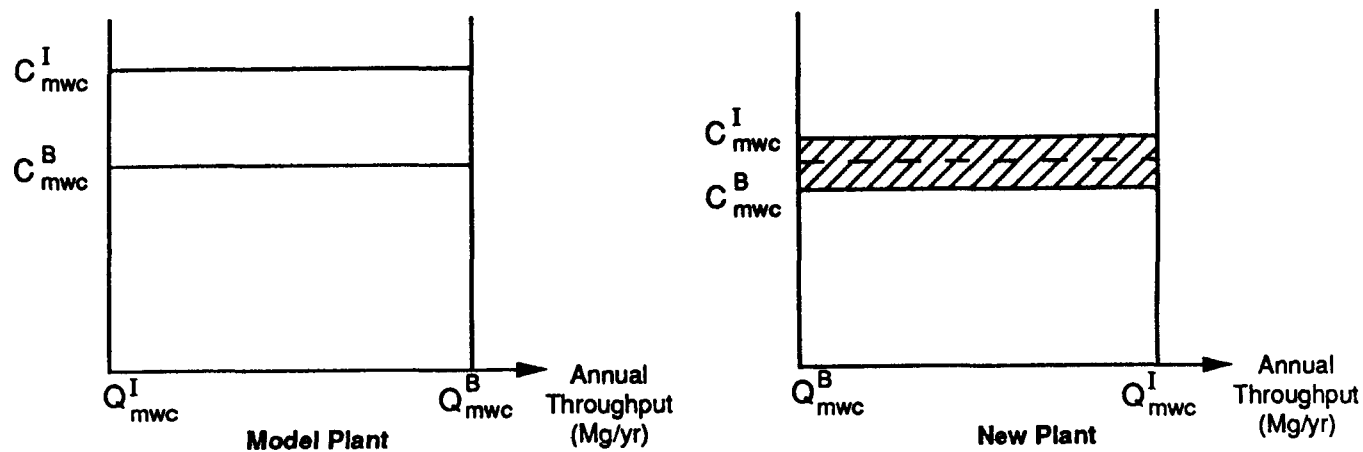 C^I_mwc
C^B_mwc
Q^I_mwc
Q^B_mwc
Annual
Throughput
(Mg/yr)
Model Plant
C^I_mwc
C^B_mwc
Q^B_mwc
Q^I_mwc
Annual
Throughput
(Mg/yr)
New Plant